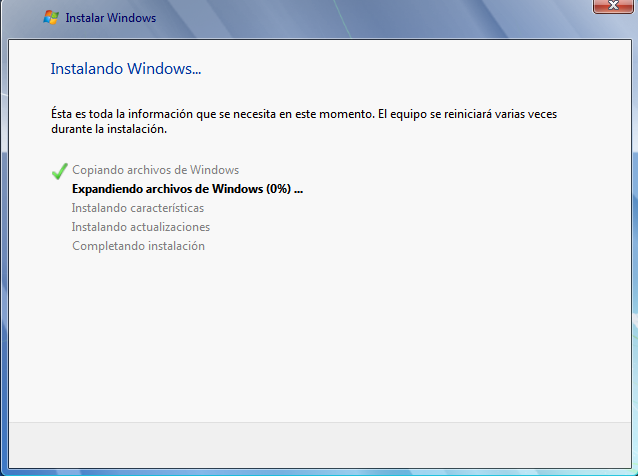 Instalar Windows
Instalando Windows...
Ésta es toda la información que se necesita en este momento. El equipo se reiniciará varias veces
durante la instalación.
Copiando archivos de Windows
Expandiendo archivos de Windows (0%) ...
Instalando características
Instalando actualizaciones
Completando instalación